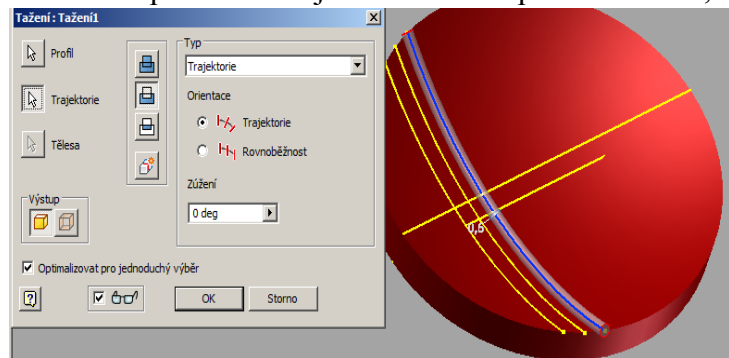 Tažení : Tažení1
Profil
Trajektorie
Tělesa
Výstup
Typ
Trajektorie
Orientace
Trajektorie
Rovnoběžnost
Zúžení
0 deg
Optimalizovat pro jednoduchý výběr
OK
Storno
0,6